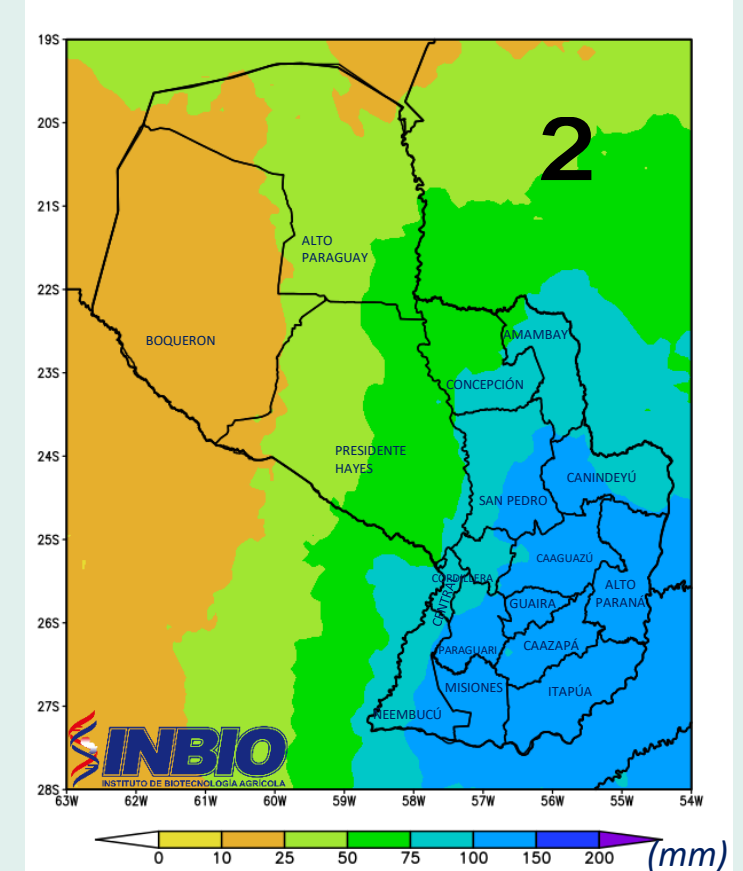 19S
2
20S
21S
ALTO
PARAGUAY
22S
AMAMBAY
BOQUERON
23S
CONCEPCIÓN
PRESIDENTE
HAYES
24S
CANINDEYÚ
SAN PEDRO
25S
CAAGUAZÚ
CORDILLERA
ALTO
PARANÁ
CENTRAL
GUAIRA
26S
PARAGUARI
CAAZAPÁ
MISIONES
ITAPÚA
27S
ÑEEMBUCÚ
INBIO
INSTITUTO DE BIOTECNOLOGÍA AGRÍCOLA
28S
63W 62W 61W 60W 59W 58W 57W 56W 55W 54W
0 10 25 50 75 100 150 200 (mm)